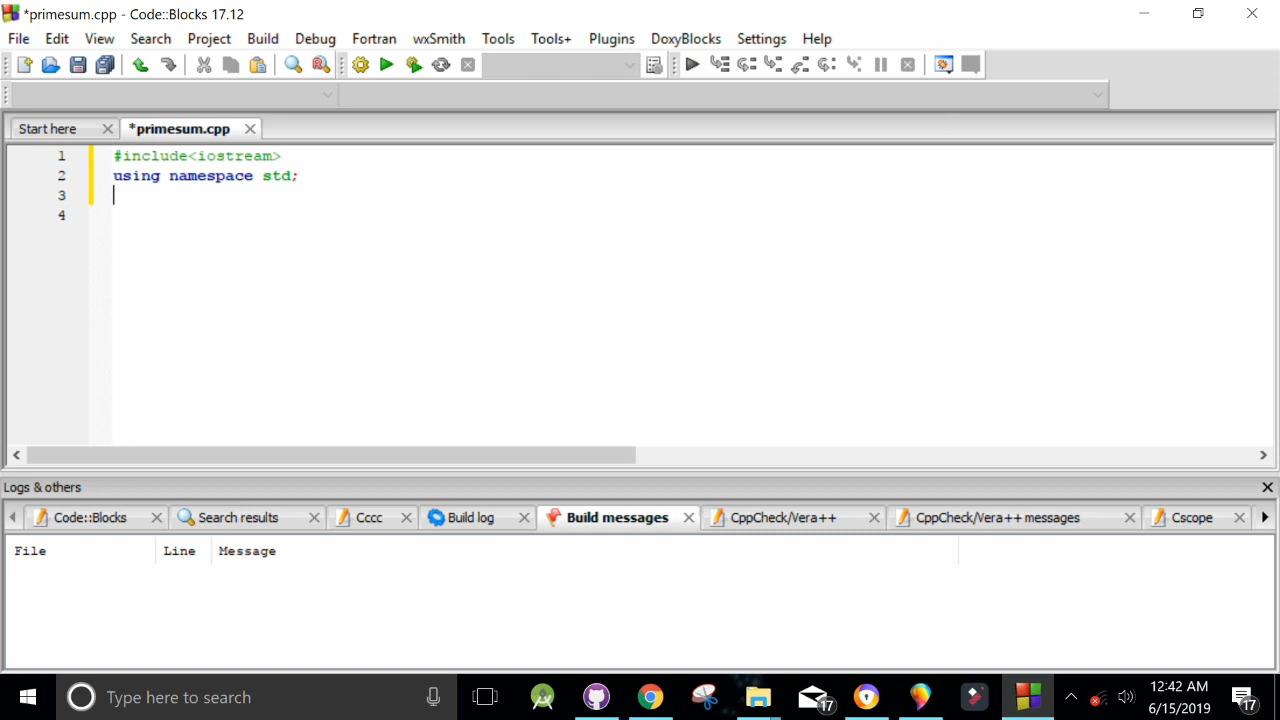 *primesum.cpp - Code::Blocks 17.12
File Edit View Search Project Build Debug Fortran wxSmith Tools Tools+ Plugins DoxyBlocks Settings Help
Start here *primesum.cpp
1 #include<iostream>
2 using namespace std;
3
4
Logs & others
Code::Blocks Search results Cccc Build log Build messages CppCheck/Vera++ CppCheck/Vera++ messages Cscope
File Line Message
Type here to search 17 12:42 AM 17
6/15/2019